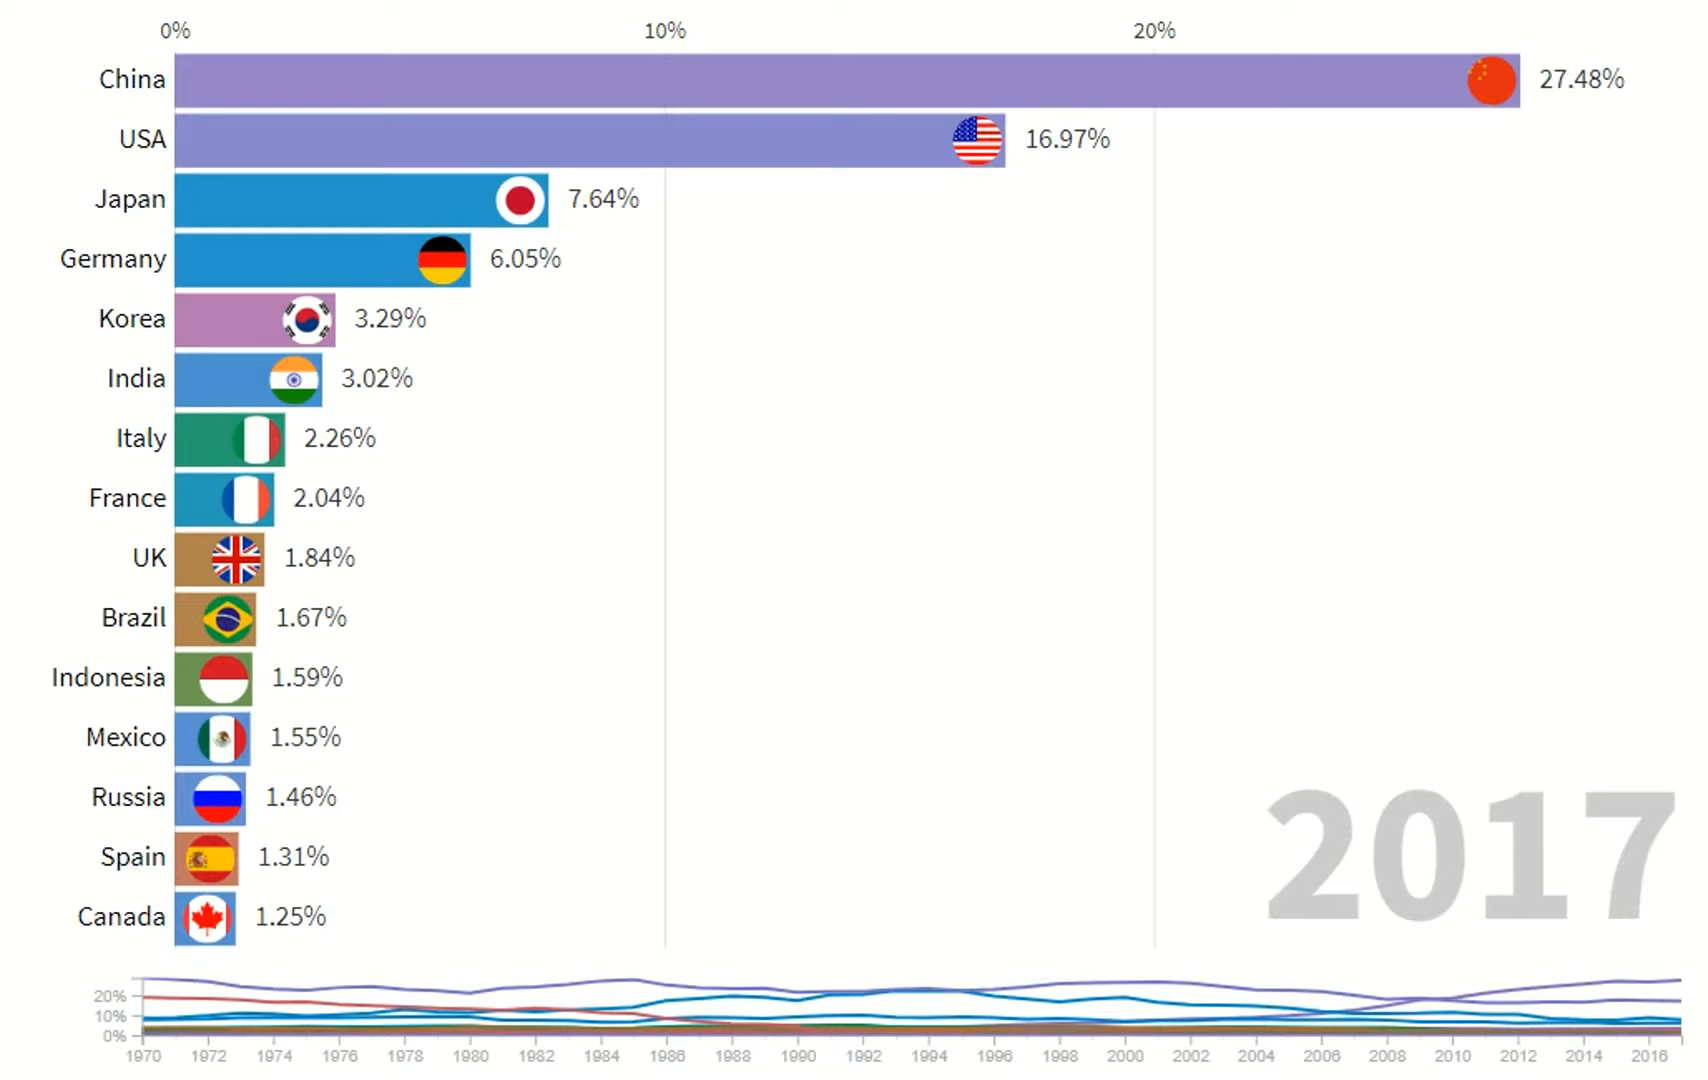 0% 10% 20%
China 27.48%
USA 16.97%
Japan 7.64%
Germany 6.05%
Korea 3.29%
India 3.02%
Italy 2.26%
France 2.04%
UK 1.84%
Brazil 1.67%
Indonesia 1.59%
Mexico 1.55%
Russia 1.46%
Spain 1.31%
Canada 1.25%
2017
20%
10%
0%
1970 1972 1974 1976 1978 1980 1982 1984 1986 1988 1990 1992 1994 1996 1998 2000 2002 2004 2006 2008 2010 2012 2014 2016